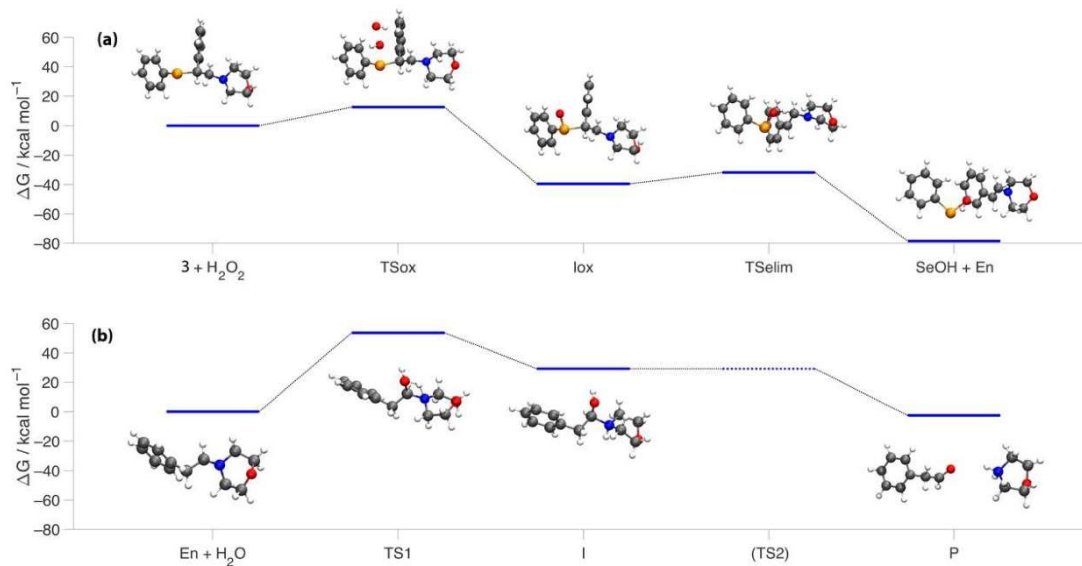 (a)
ΔG / kcal mol⁻¹
60
40
20
0
−20
−40
−60
−80
3 + H₂O₂
TSox
Iox
TSelim
SeOH + En
(b)
ΔG / kcal mol⁻¹
60
40
20
0
−20
−40
−60
−80
En + H₂O
TS1
I
(TS2)
P